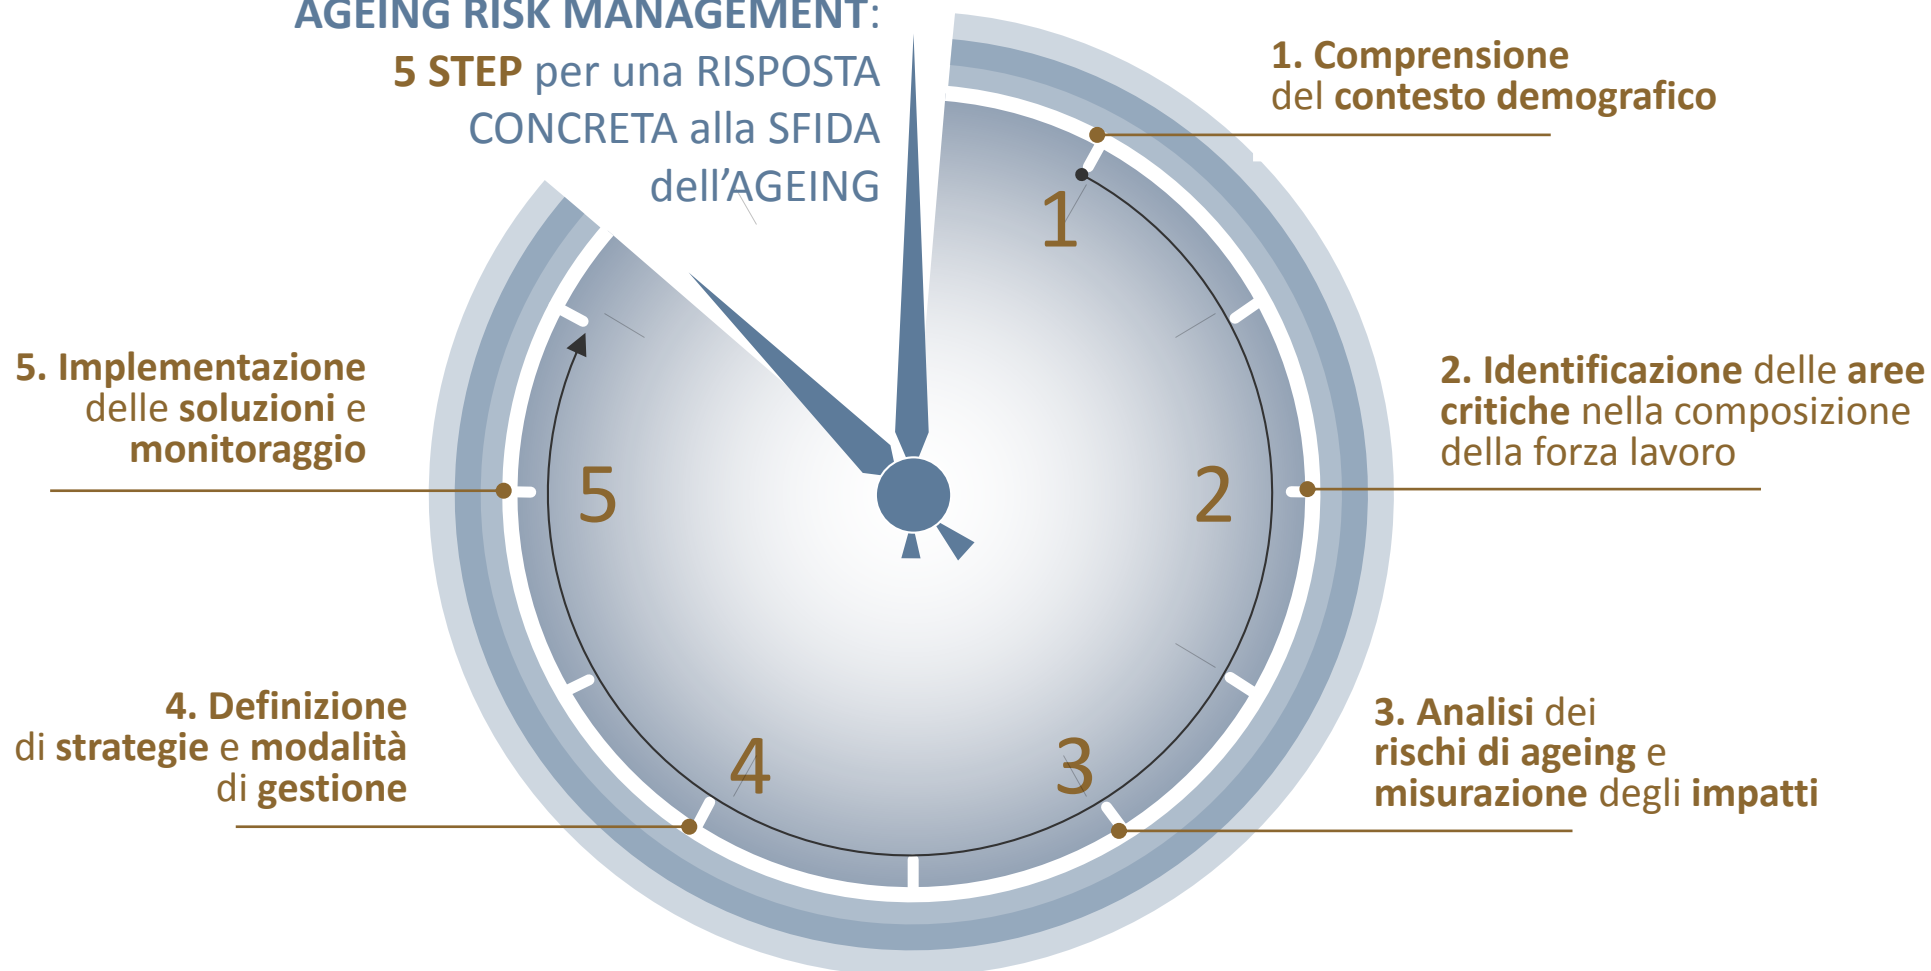 AGEING RISK MANAGEMENT:
5 STEP per una RISPOSTA
CONCRETA alla SFIDA
dell'AGEING
1. Comprensione
del contesto demografico
2. Identificazione delle aree
critiche nella composizione
della forza lavoro
3. Analisi dei
rischi di ageing e
misurazione degli impatti
4. Definizione
di strategie e modalità
di gestione
5. Implementazione
delle soluzioni e
monitoraggio
1
2
3
4
5